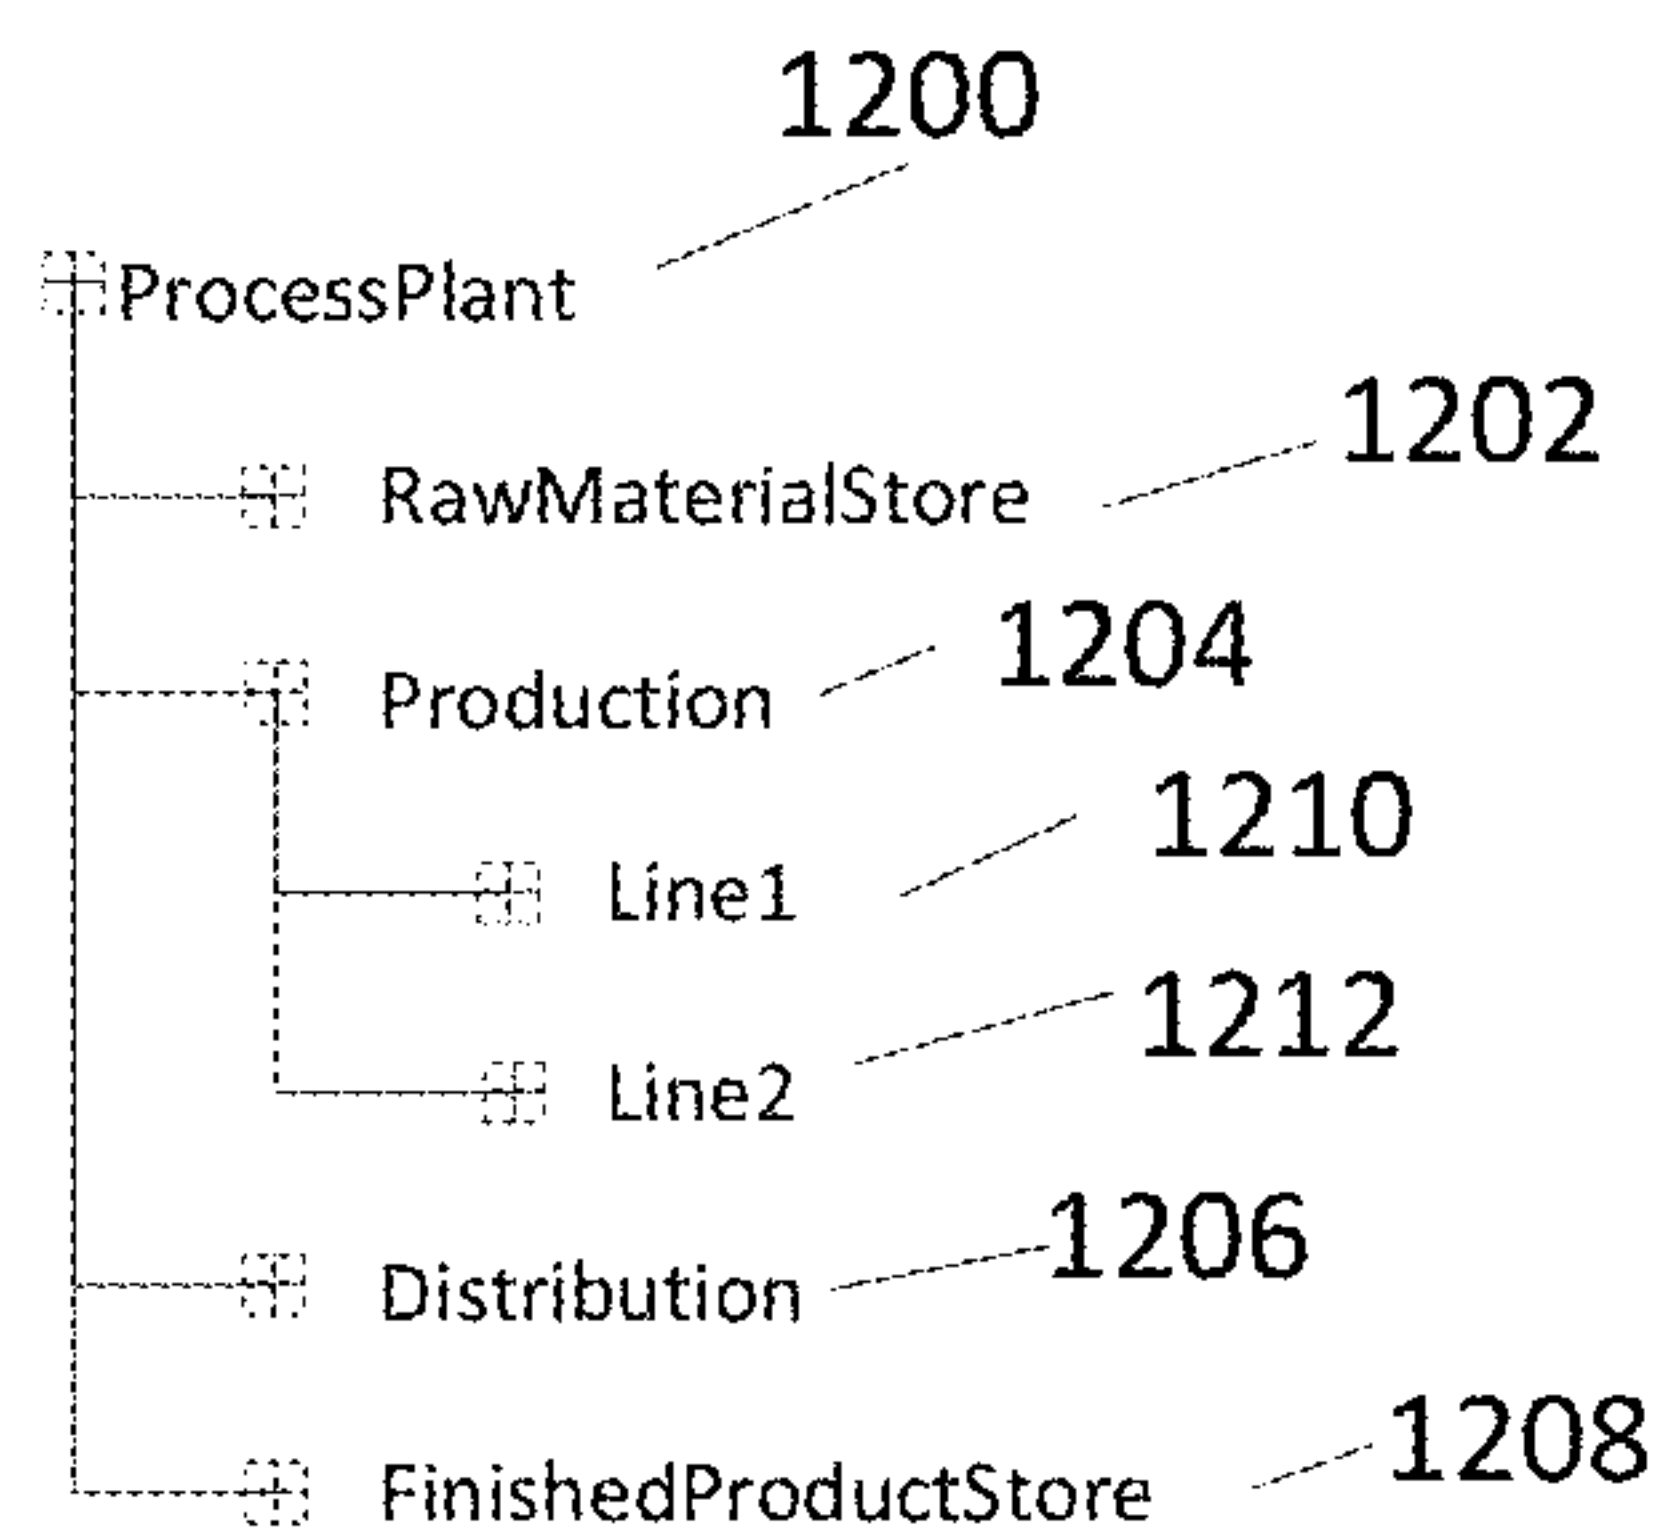 1200
ProcessPlant
1202
RawMaterialStore
1204
Production
1210
Line1
1212
Line2
1206
Distribution
1208
FinishedProductStore